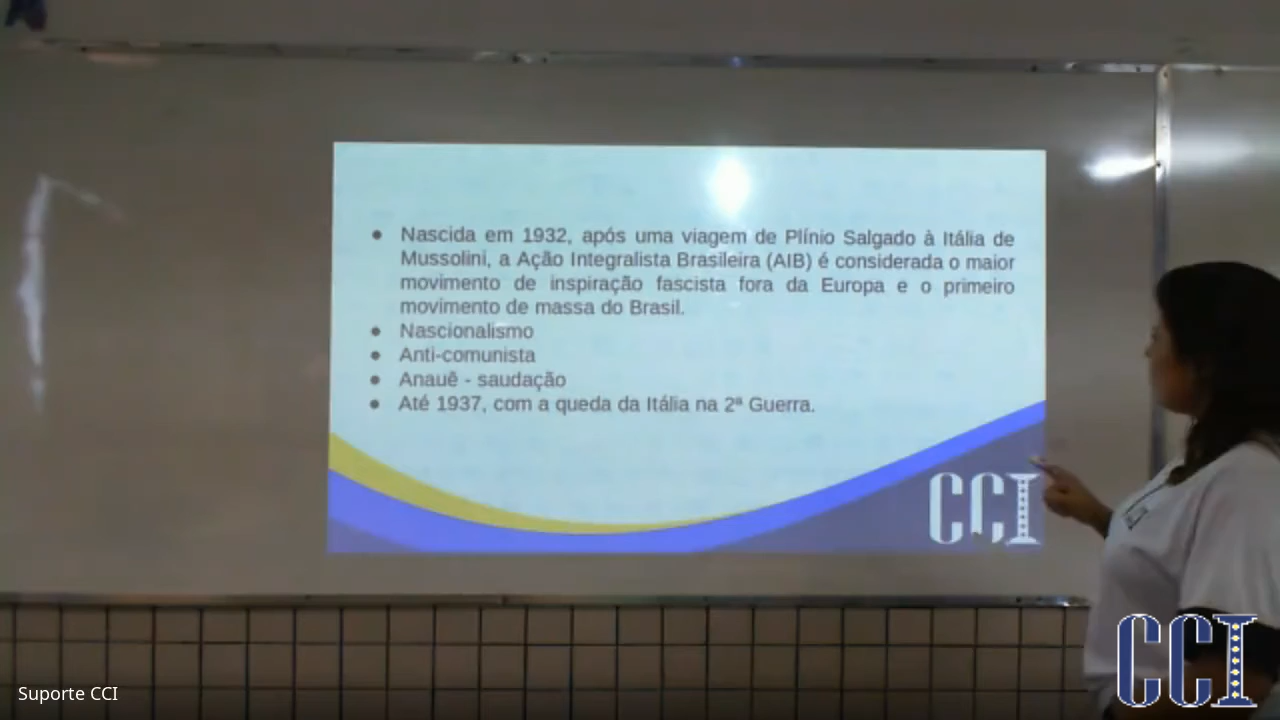 ● Nascida em 1932, após uma viagem de Plínio Salgado à Itália de
Mussolini, a Ação Integralista Brasileira (AIB) é considerada o maior
movimento de inspiração fascista fora da Europa e o primeiro
movimento de massa do Brasil.
● Nascionalismo
● Anti-comunista
● Anauê - saudação
● Até 1937, com a queda da Itália na 2ª Guerra.
CCI
CCI
Suporte CCI